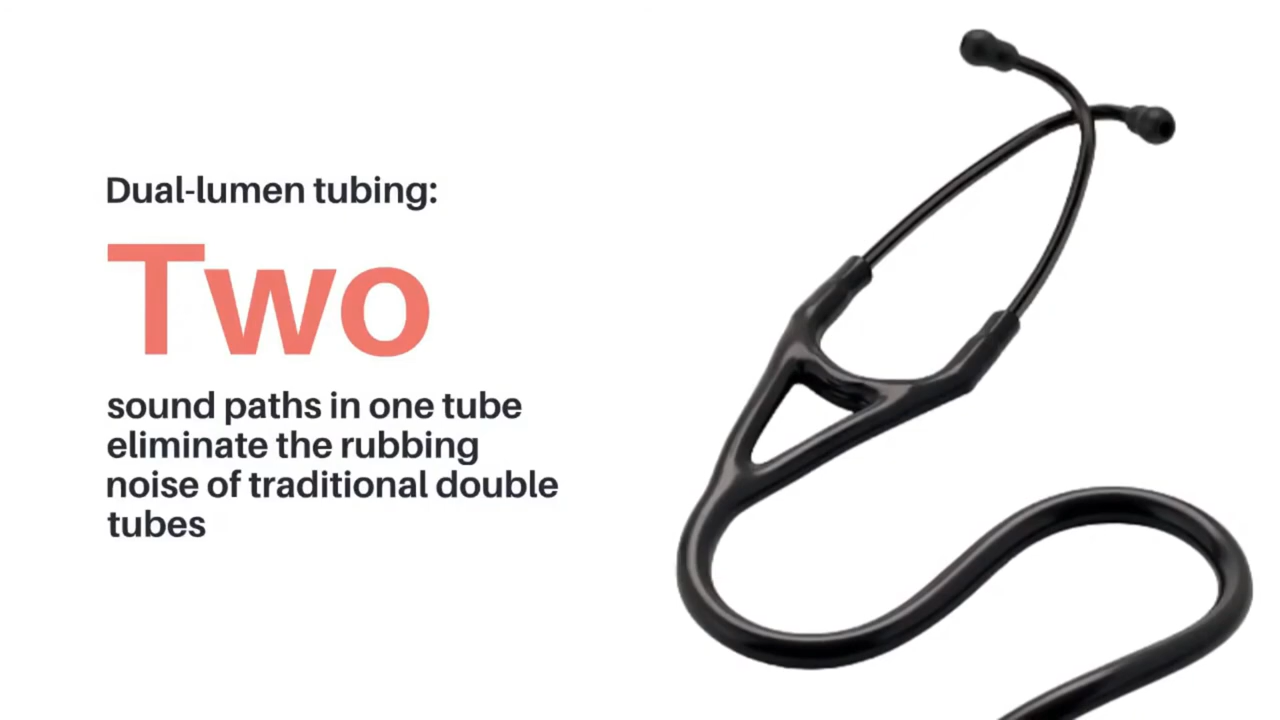 Dual-lumen tubing:
Two
sound paths in one tube
eliminate the rubbing
noise of traditional double
tubes